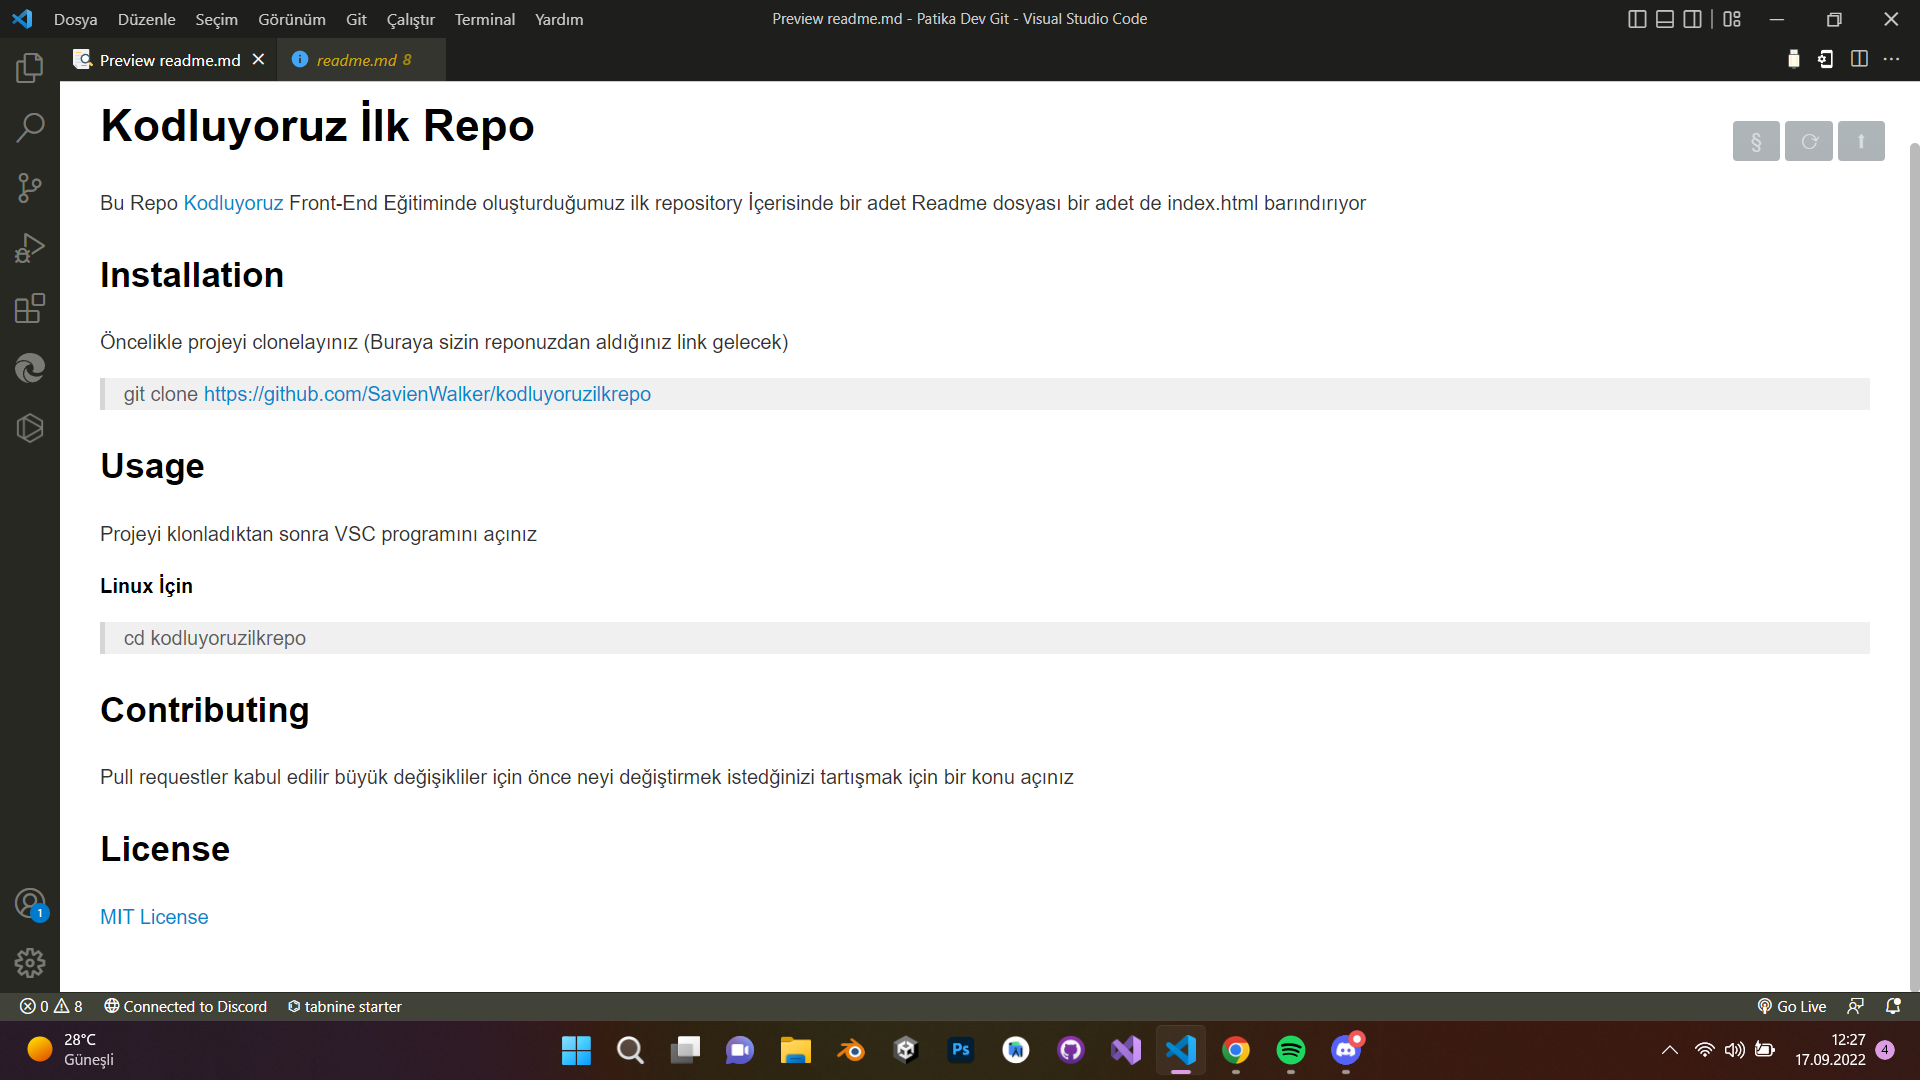 Dosya Düzenle Seçim Görünüm Git Çalıştır Terminal Yardım
Preview readme.md - Patika Dev Git - Visual Studio Code
Preview readme.md
readme.md 8
Kodluyoruz İlk Repo
§
Bu Repo Kodluyoruz Front-End Eğitiminde oluşturduğumuz ilk repository İçerisinde bir adet Readme dosyası bir adet de index.html barındırıyor
Installation
Öncelikle projeyi clonelayınız (Buraya sizin reponuzdan aldığınız link gelecek)
git clone https://github.com/SavienWalker/kodluyoruzilkrepo
Usage
Projeyi klonladıktan sonra VSC programını açınız
Linux İçin
cd kodluyoruzilkrepo
Contributing
Pull requestler kabul edilir büyük değişikliler için önce neyi değiştirmek istedğinizi tartışmak için bir konu açınız
License
MIT License
1
0 8 Connected to Discord tabnine starter
Go Live
28°C
Güneşli
Ps
12:27
17.09.2022
4